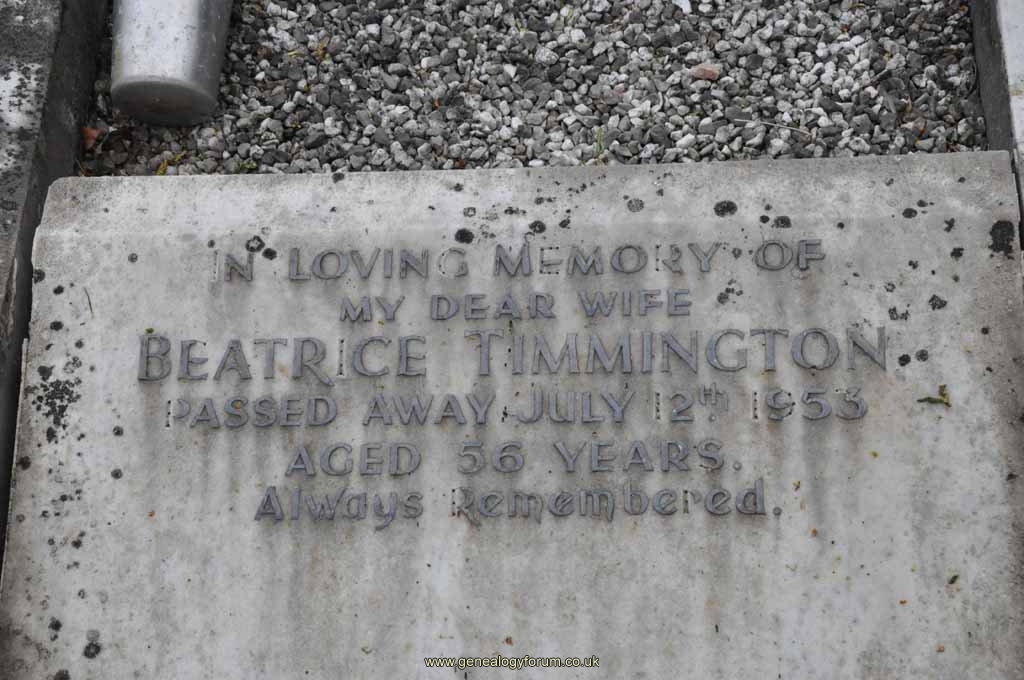 IN LOVING MEMORY OF
MY DEAR WIFE
BEATRICE TIMMINGTON
PASSED AWAY JULY 12th 1953
AGED 56 YEARS.
Always Remembered.
www.genealogyforum.co.uk